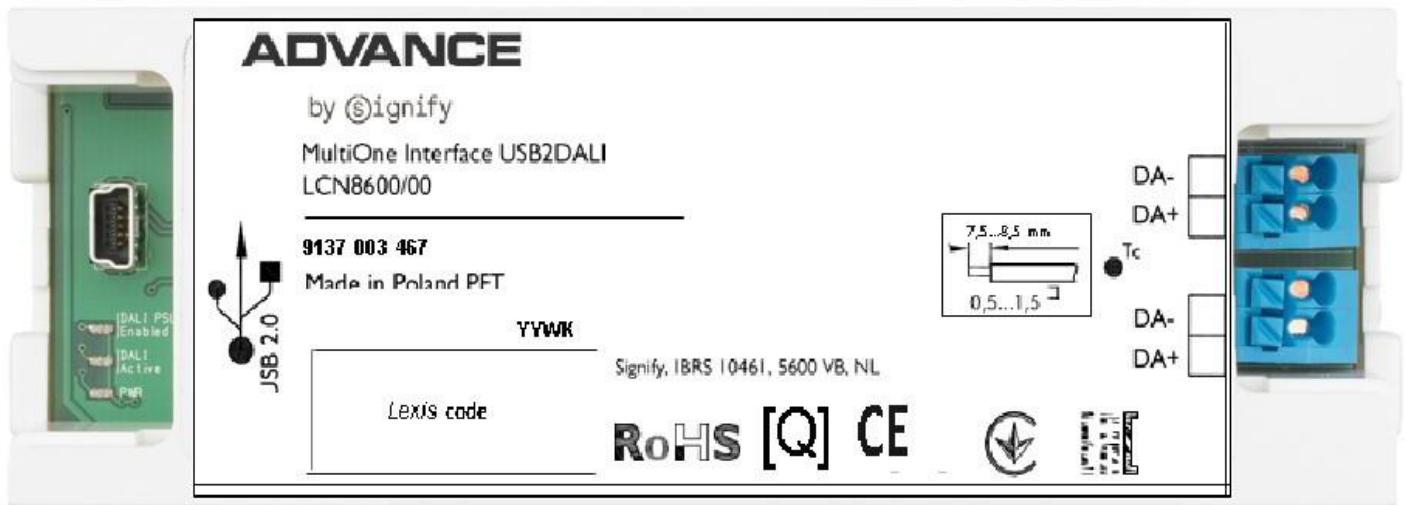 ADVANCE
by Signify
MultiOne Interface USB2DALI
LCN8600/00
9137 003 467
Made in Poland PFT
YYWK
Lexis code
JSB 2.0
DALI PSU
Enabled
DALI
Active
PWR
7,5...8,5 mm
0,5...1,5
Tc
DA-
DA+
DA-
DA+
Signify, IBRS 10461, 5600 VB, NL
RoHS [Q] CE